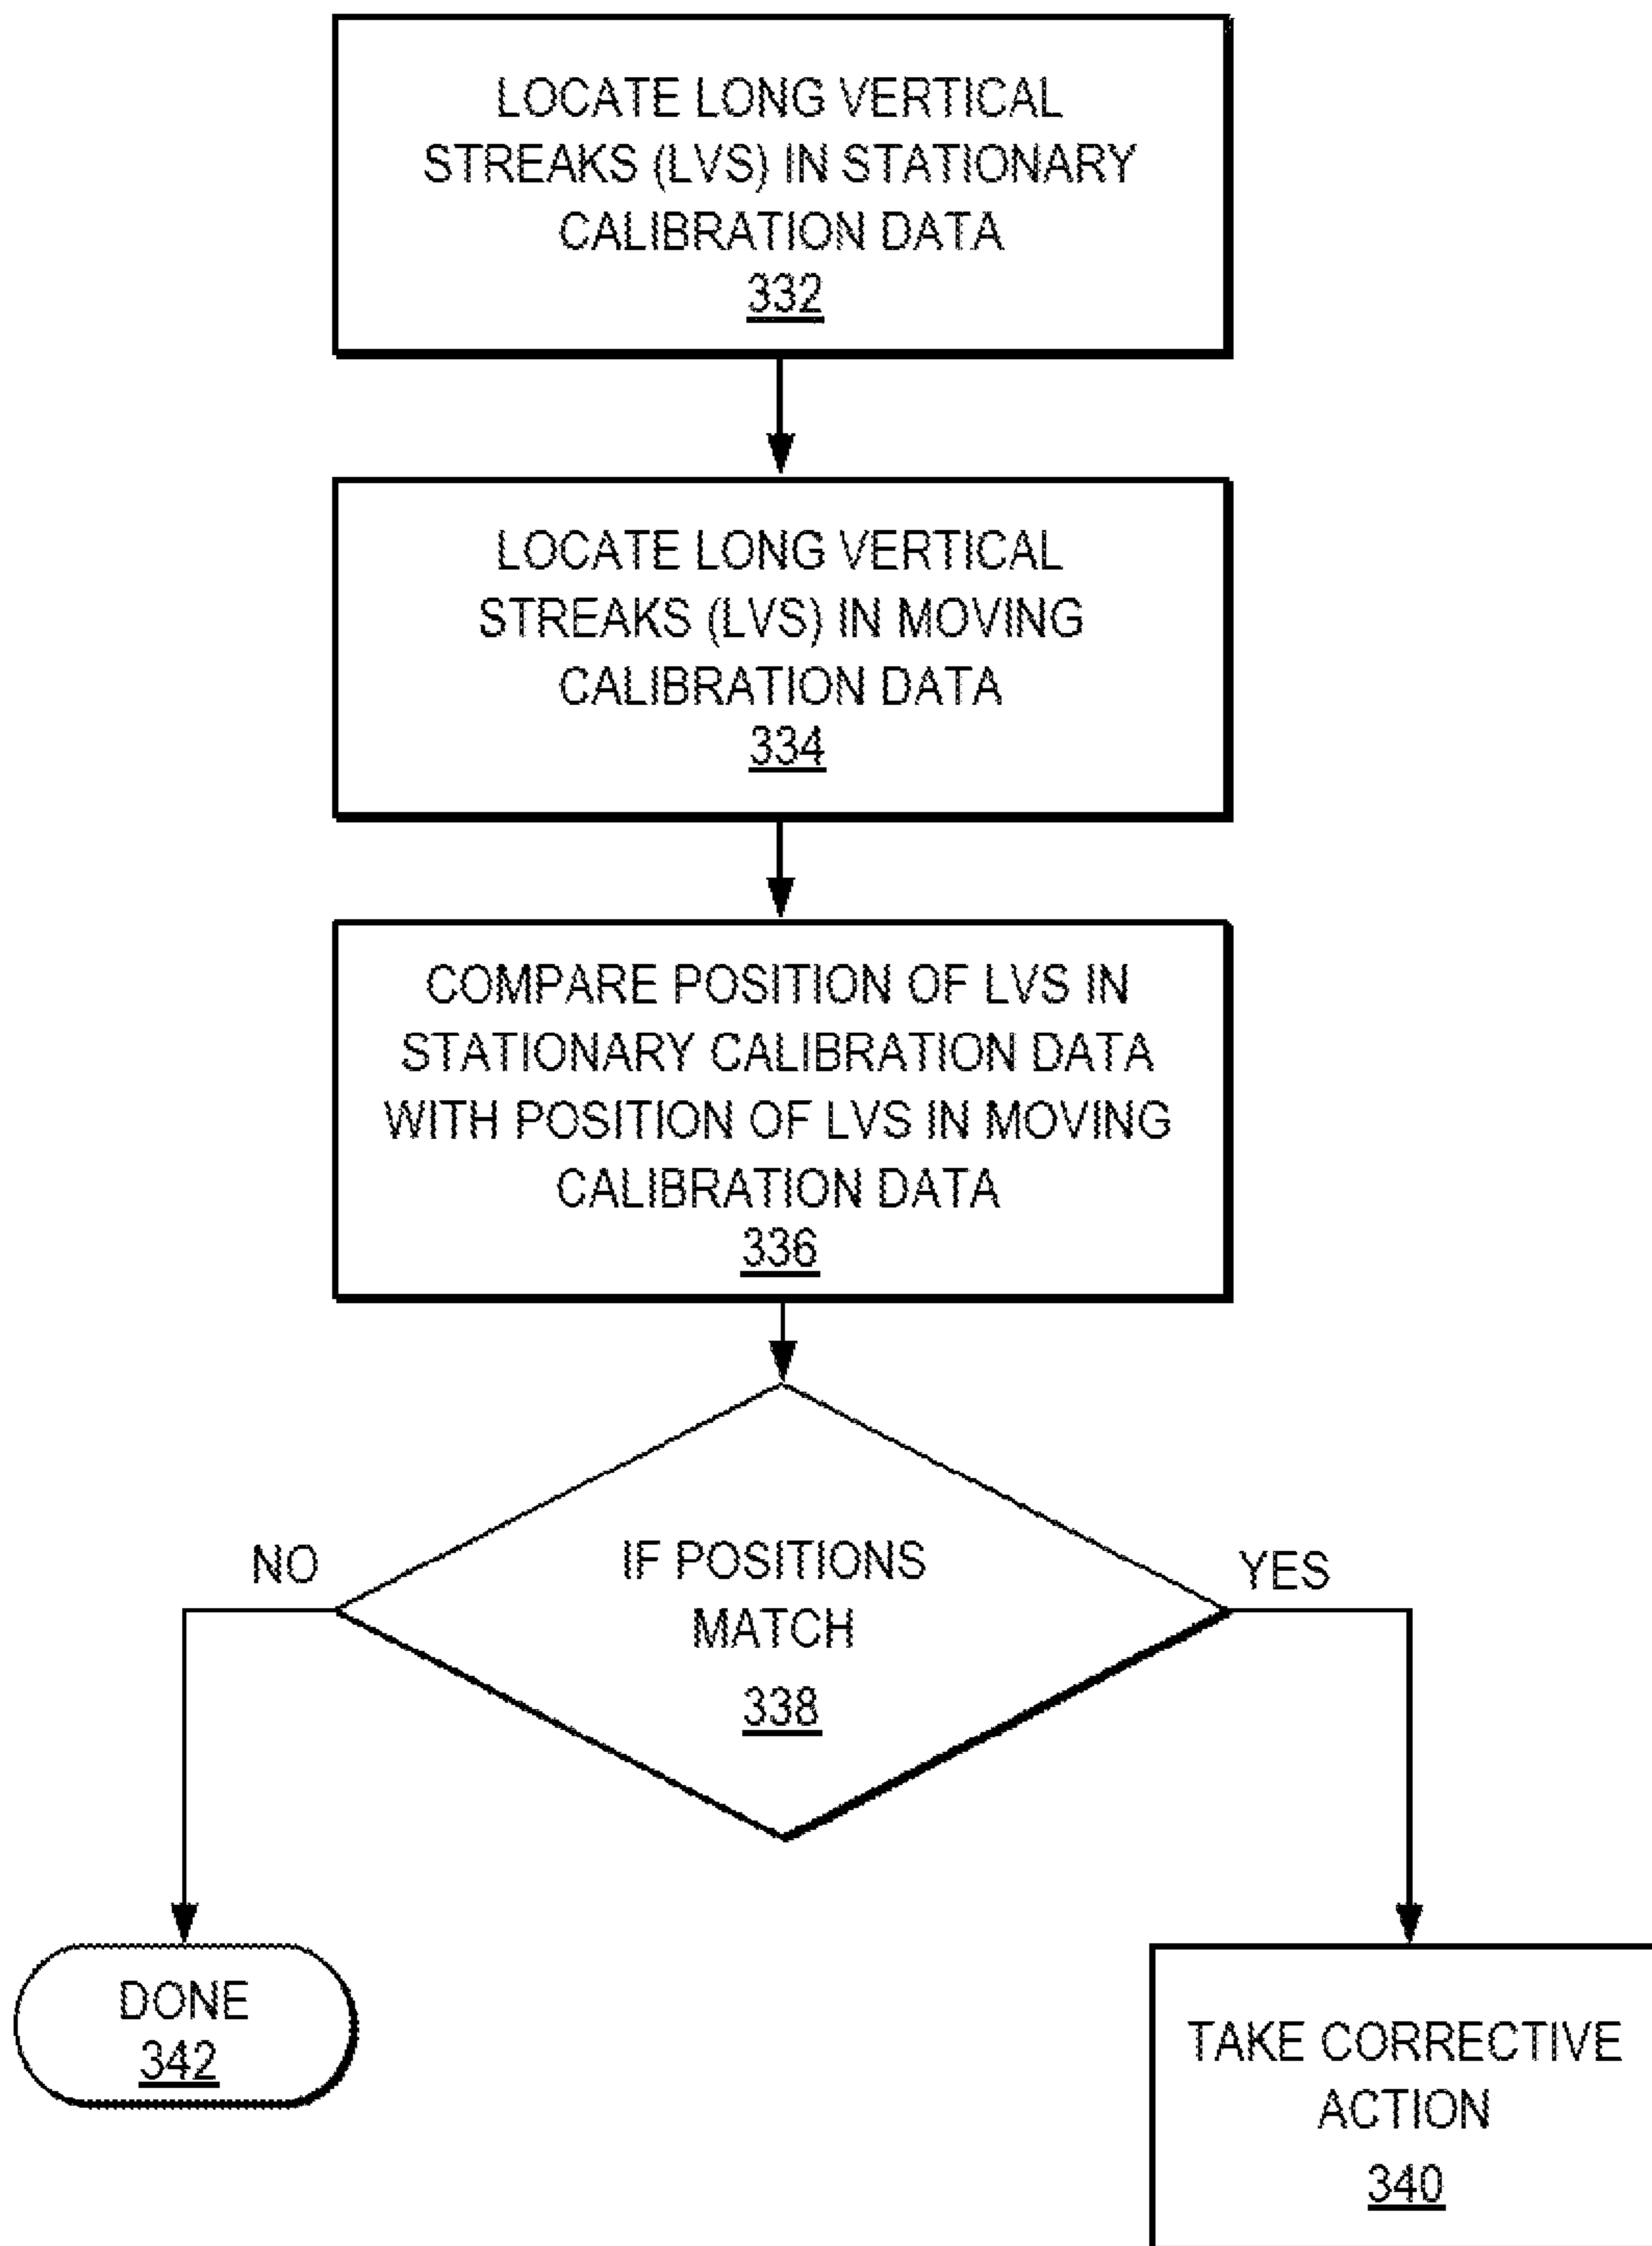 LOCATE LONG VERTICAL
STREAKS (LVS) IN STATIONARY
CALIBRATION DATA
332
LOCATE LONG VERTICAL
STREAKS (LVS) IN MOVING
CALIBRATION DATA
334
COMPARE POSITION OF LVS IN
STATIONARY CALIBRATION DATA
WITH POSITION OF LVS IN MOVING
CALIBRATION DATA
336
IF POSITIONS
MATCH
338
NO
YES
DONE
342
TAKE CORRECTIVE
ACTION
340